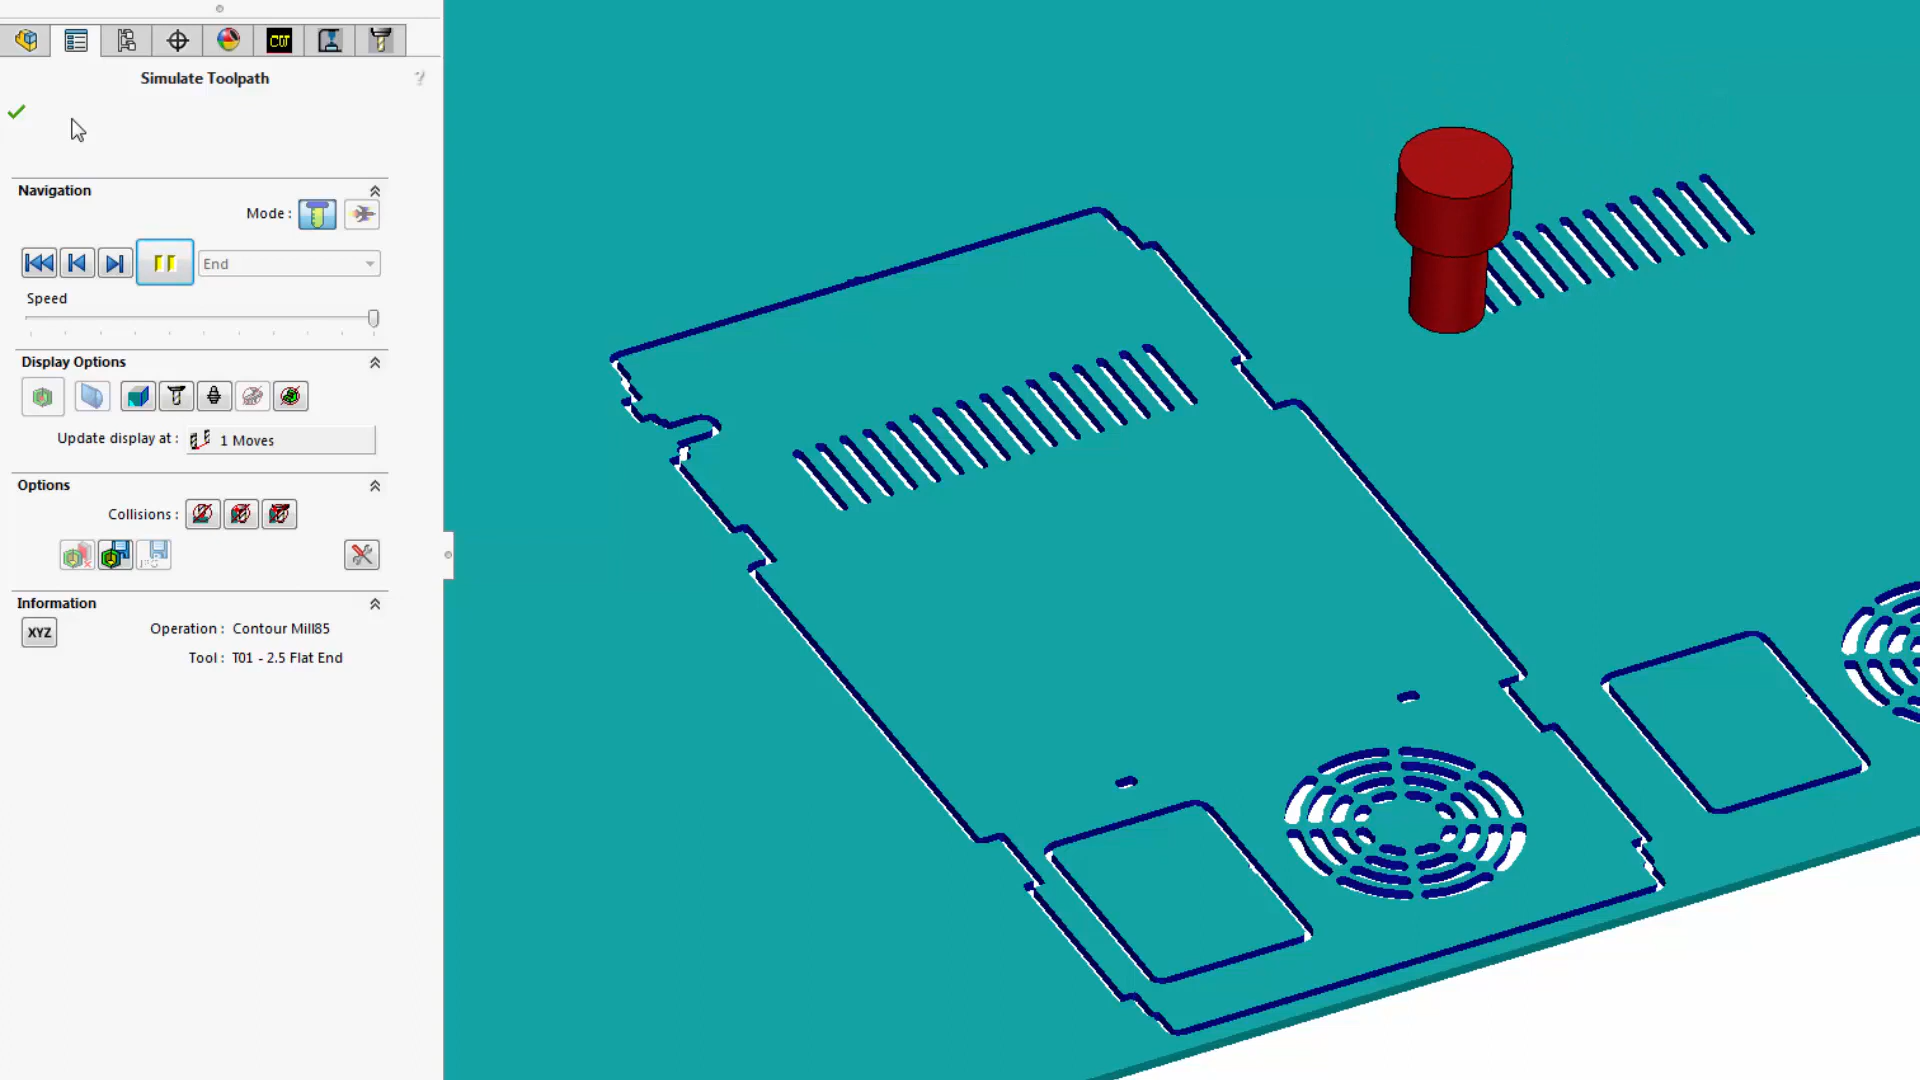 CW
Simulate Toolpath
?
Navigation
Mode :
End
Speed
Display Options
Update display at :
1 Moves
Options
Collisions :
Information
XYZ
Operation : Contour Mill85
Tool : T01 - 2.5 Flat End